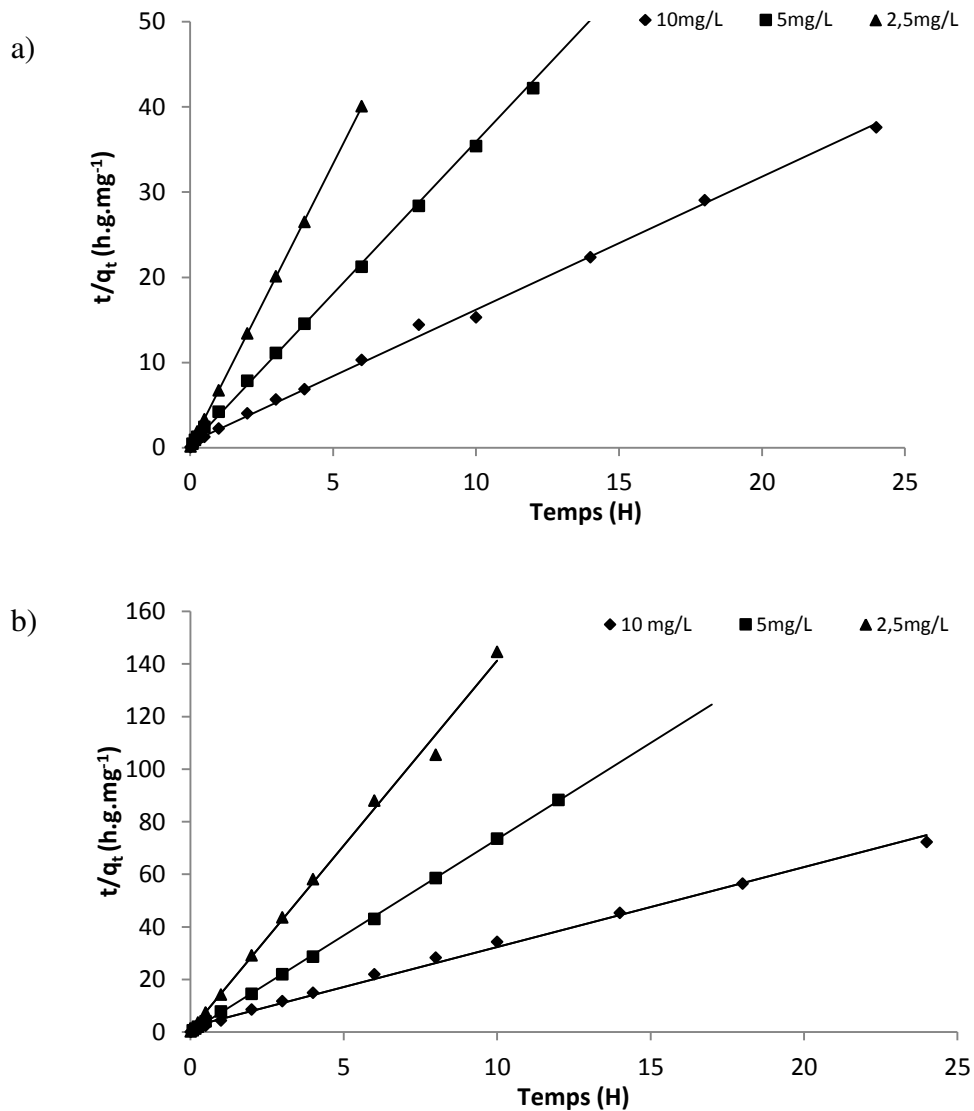 a)
10mg/L 5mg/L 2,5mg/L
50
40
30
20
10
0
t/qt (h.g.mg-1)
0 5 10 15 20 25
Temps (H)
b)
10 mg/L 5mg/L 2,5mg/L
160
140
120
100
80
60
40
20
0
t/qt (h.g.mg-1)
0 5 10 15 20 25
Temps (H)